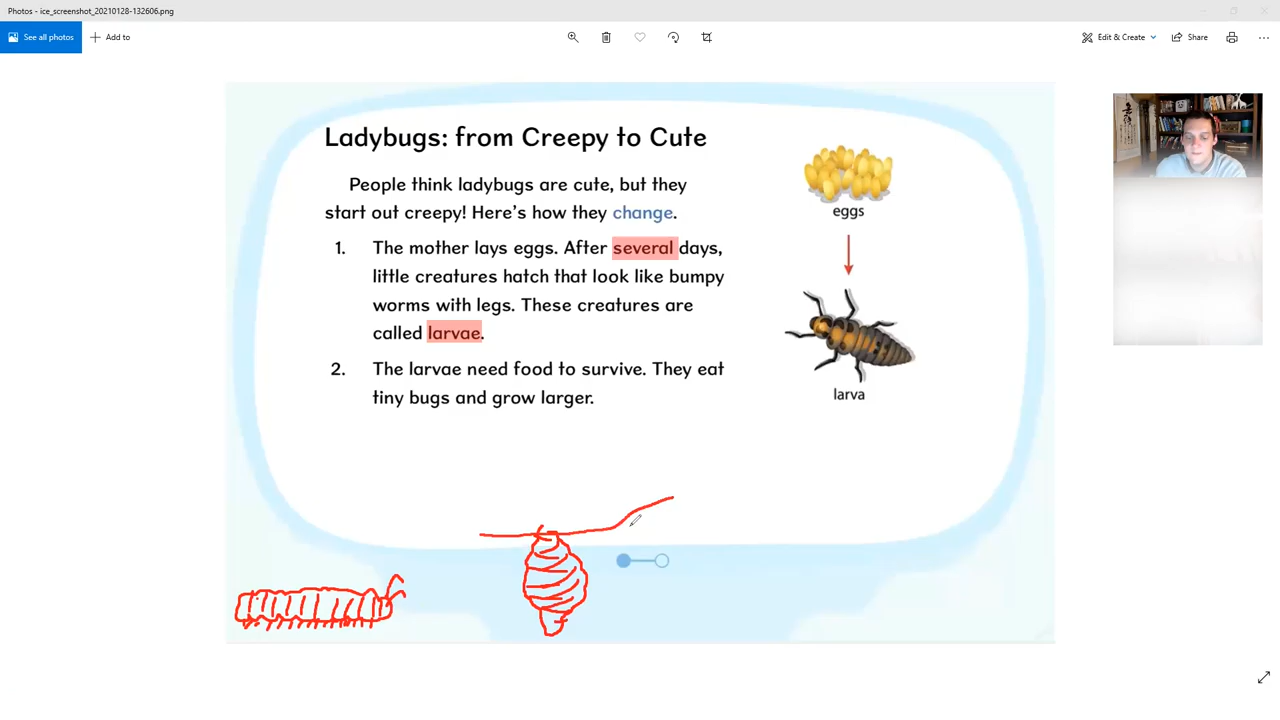 Photos - ice_screenshot_20210128-132606.png
See all photos
Add to
Edit & Create
Share
Ladybugs: from Creepy to Cute
People think ladybugs are cute, but they
start out creepy! Here's how they change.
1. The mother lays eggs. After several days,
little creatures hatch that look like bumpy
worms with legs. These creatures are
called larvae.
2. The larvae need food to survive. They eat
tiny bugs and grow larger.
eggs
larva